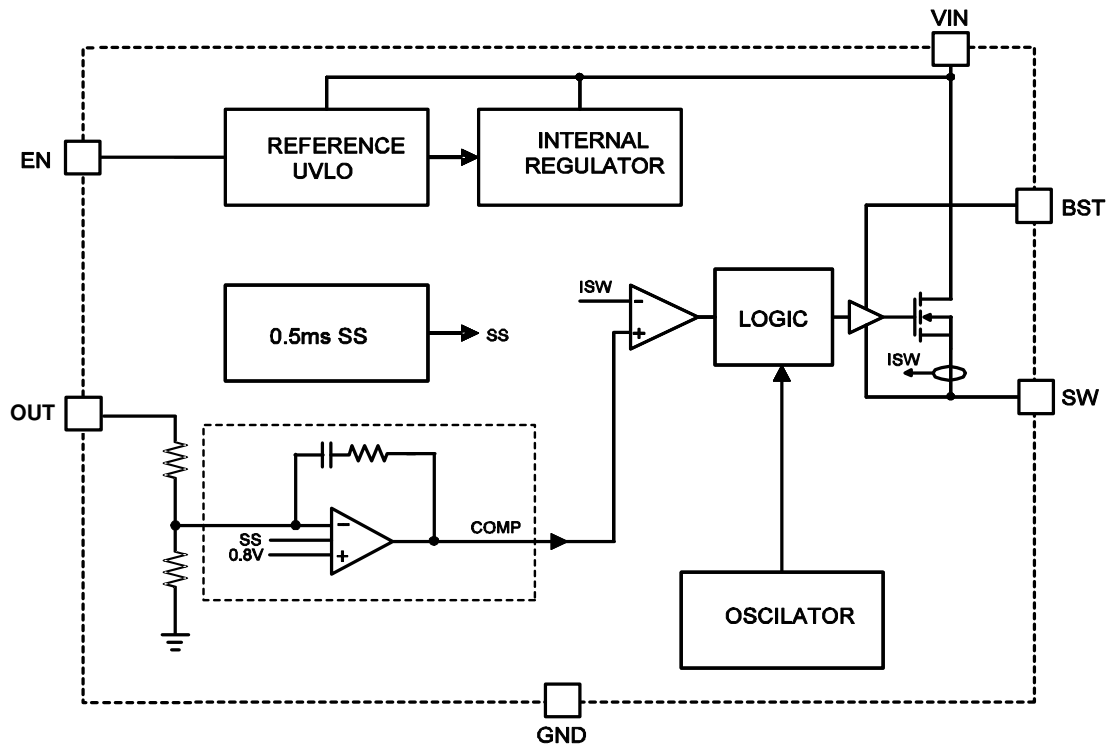 VIN
EN
REFERENCE
UVLO
INTERNAL
REGULATOR
BST
0.5ms SS
SS
ISW
−
+
LOGIC
ISW
SW
OUT
−
SS
0.8V
+
COMP
OSCILATOR
GND